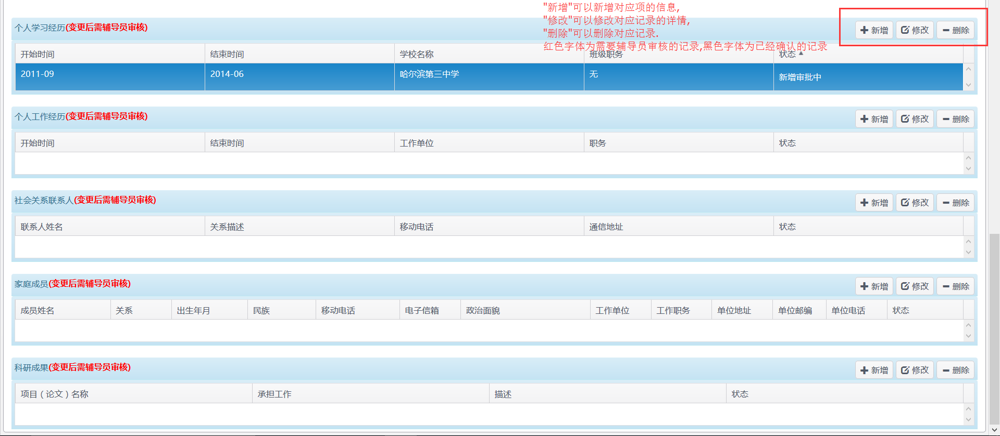 "新增"可以新增对应项的信息,
"修改"可以修改对应记录的详情,
"删除"可以删除对应记录.
红色字体为需要辅导员审核的记录,黑色字体为已经确认的记录
个人学习经历(变更后需辅导员审核) 新增 修改 删除
开始时间 结束时间 学校名称 班级职务 状态
2011-09 2014-06 哈尔滨第三中学 无 新增审批中
个人工作经历(变更后需辅导员审核) 新增 修改 删除
开始时间 结束时间 工作单位 职务 状态
社会关系联系人(变更后需辅导员审核) 新增 修改 删除
联系人姓名 关系描述 移动电话 通信地址 状态
家庭成员(变更后需辅导员审核) 新增 修改 删除
成员姓名 关系 出生年月 民族 移动电话 电子信箱 政治面貌 工作单位 工作职务 单位地址 单位邮编 单位电话 状态
科研成果(变更后需辅导员审核) 新增 修改 删除
项目(论文)名称 承担工作 描述 状态